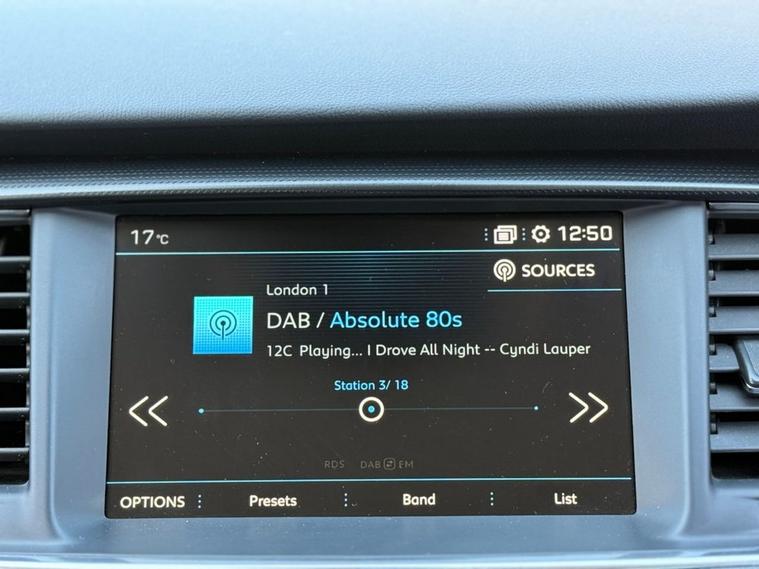 17°C 12:50
SOURCES
London 1
DAB / Absolute 80s
12C Playing... I Drove All Night -- Cyndi Lauper
Station 3/ 18
RDS DAB FM
OPTIONS Presets Band List